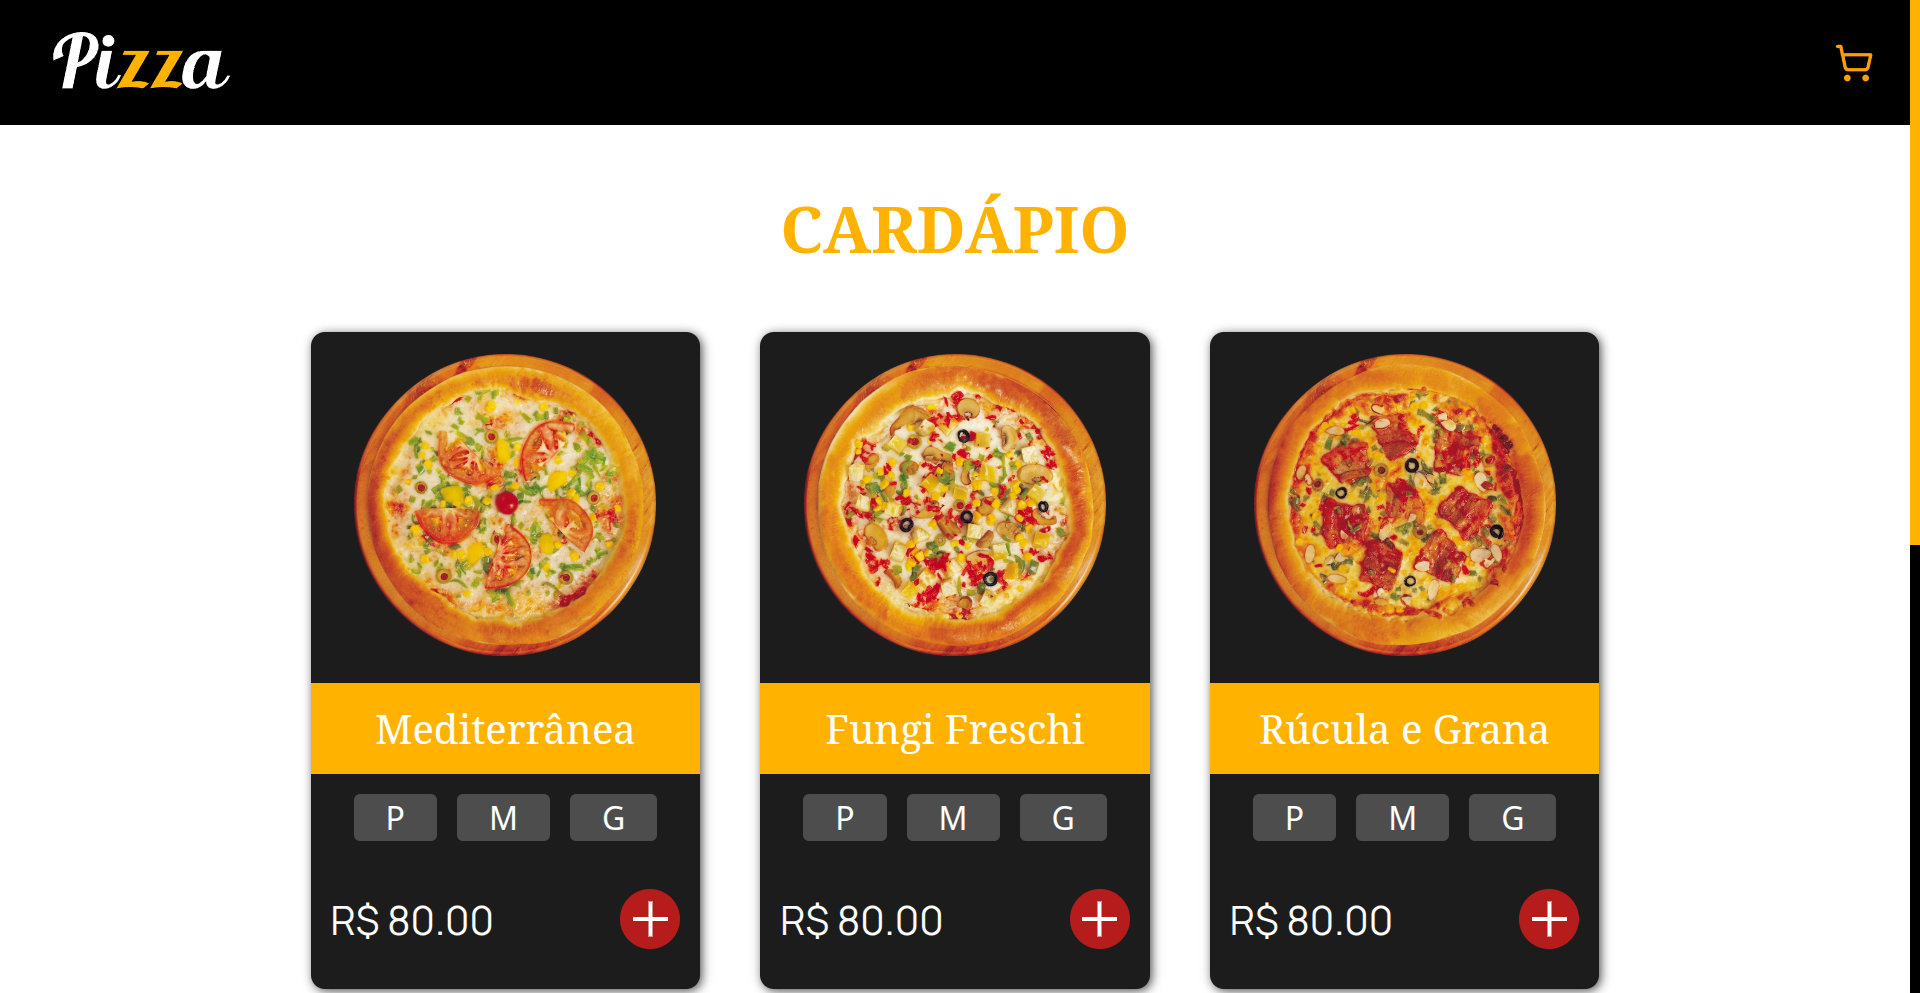 Pizza
CARDÁPIO
Mediterrânea
Fungi Freschi
Rúcula e Grana
P M G
P M G
P M G
R$ 80.00
R$ 80.00
R$ 80.00